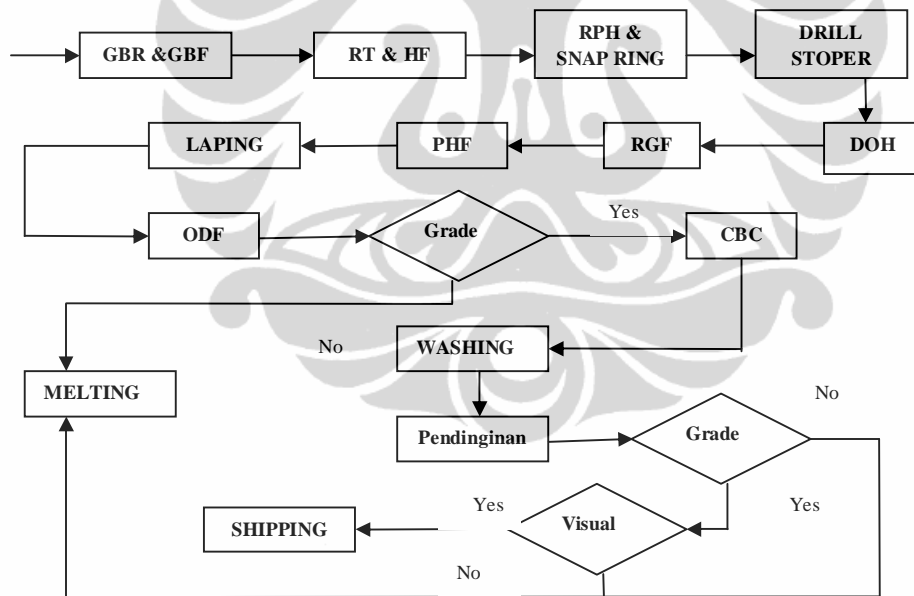 GBR &GBF
RT & HF
RPH &
SNAP RING
DRILL
STOPER
LAPING
PHF
RGF
DOH
ODF
Grade
Yes
CBC
No
WASHING
MELTING
Pendinginan
Grade
No
SHIPPING
Yes
Visual
Yes
No